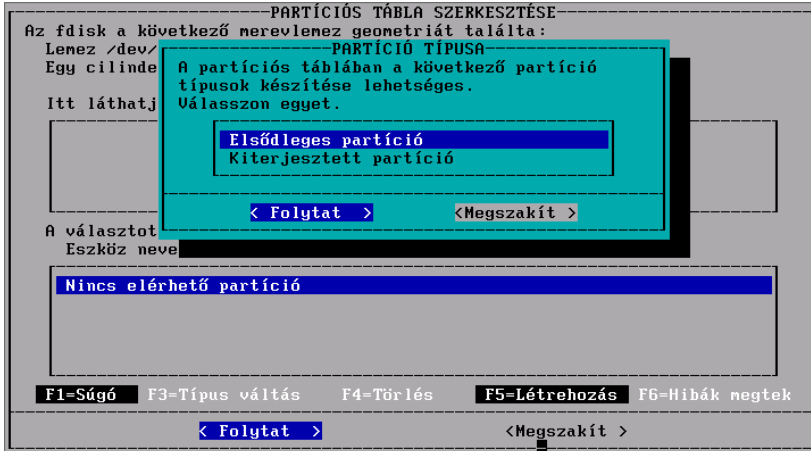 PARTÍCIÓS TÁBLA SZERKESZTÉSE
Az fdisk a következő merevlemez geometriát találta:
Lemez /dev/
Egy cilinde
Itt láthatj
PARTÍCIÓ TÍPUSA
A partíciós táblában a következő partíció
típusok készítése lehetséges.
Válasszon egyet.
Elsődleges partíció
Kiterjesztett partíció
< Folytat > <Megszakít >
A választot
Eszköz neve
Nincs elérhető partíció
F1=Súgó F3=Típus váltás F4=Törlés F5=Létrehozás F6=Hibák megtek
< Folytat > <Megszakít >